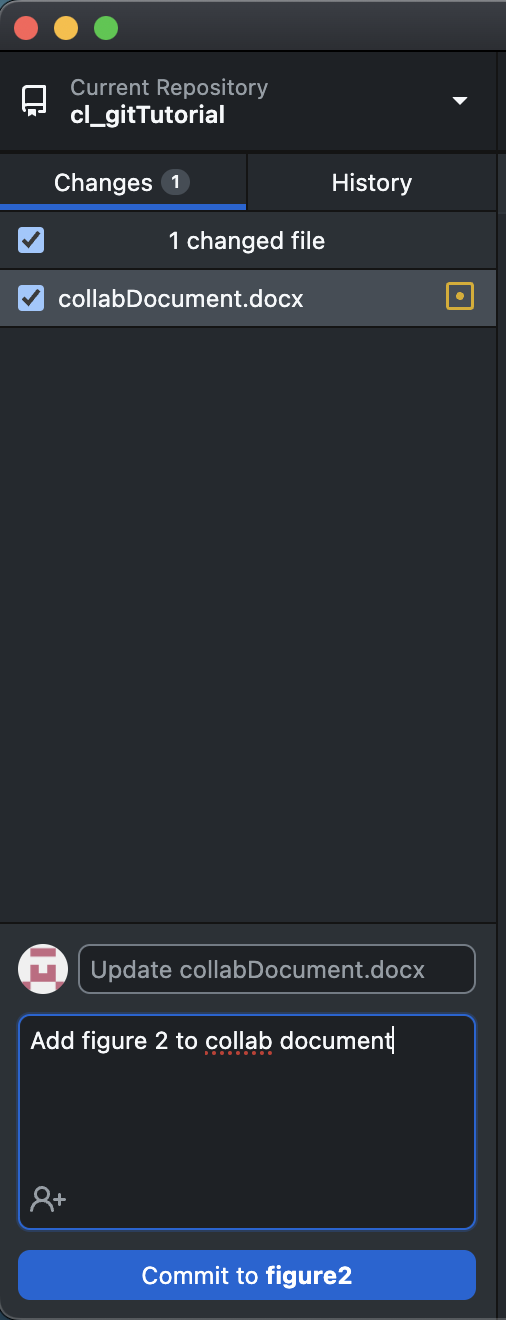 Current Repository
cl_gitTutorial
Changes 1
History
1 changed file
collabDocument.docx
Update collabDocument.docx
Add figure 2 to collab document
Commit to figure2